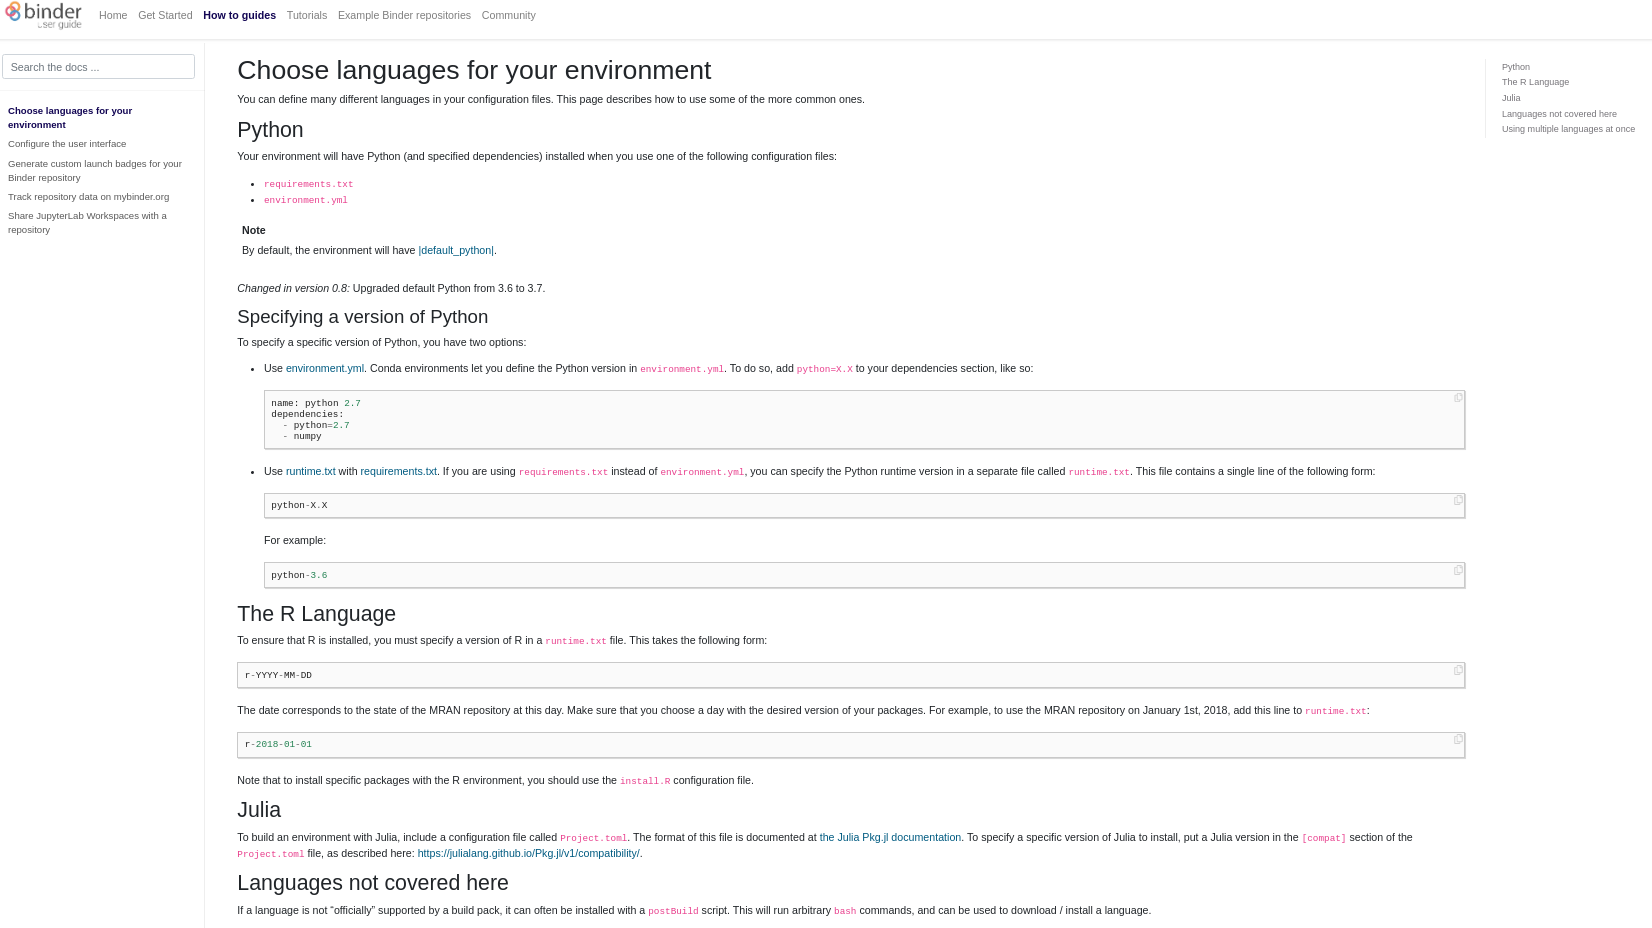 binder
user guide
Home Get Started How to guides Tutorials Example Binder repositories Community
Search the docs ...
Choose languages for your
environment
Configure the user interface
Generate custom launch badges for your
Binder repository
Track repository data on mybinder.org
Share JupyterLab Workspaces with a
repository
Choose languages for your environment
You can define many different languages in your configuration files. This page describes how to use some of the more common ones.
Python
Your environment will have Python (and specified dependencies) installed when you use one of the following configuration files:
• requirements.txt
• environment.yml
Note
By default, the environment will have |default_python|.
Changed in version 0.8: Upgraded default Python from 3.6 to 3.7.
Specifying a version of Python
To specify a specific version of Python, you have two options:
• Use environment.yml. Conda environments let you define the Python version in environment.yml. To do so, add python=X.X to your dependencies section, like so:
name: python 2.7
dependencies:
  - python=2.7
  - numpy
• Use runtime.txt with requirements.txt. If you are using requirements.txt instead of environment.yml, you can specify the Python runtime version in a separate file called runtime.txt. This file contains a single line of the following form:
python-X.X
For example:
python-3.6
The R Language
To ensure that R is installed, you must specify a version of R in a runtime.txt file. This takes the following form:
r-YYYY-MM-DD
The date corresponds to the state of the MRAN repository at this day. Make sure that you choose a day with the desired version of your packages. For example, to use the MRAN repository on January 1st, 2018, add this line to runtime.txt:
r-2018-01-01
Note that to install specific packages with the R environment, you should use the install.R configuration file.
Julia
To build an environment with Julia, include a configuration file called Project.toml. The format of this file is documented at the Julia Pkg.jl documentation. To specify a specific version of Julia to install, put a Julia version in the [compat] section of the
Project.toml file, as described here: https://julialang.github.io/Pkg.jl/v1/compatibility/.
Languages not covered here
If a language is not “officially” supported by a build pack, it can often be installed with a postBuild script. This will run arbitrary bash commands, and can be used to download / install a language.
Python
The R Language
Julia
Languages not covered here
Using multiple languages at once